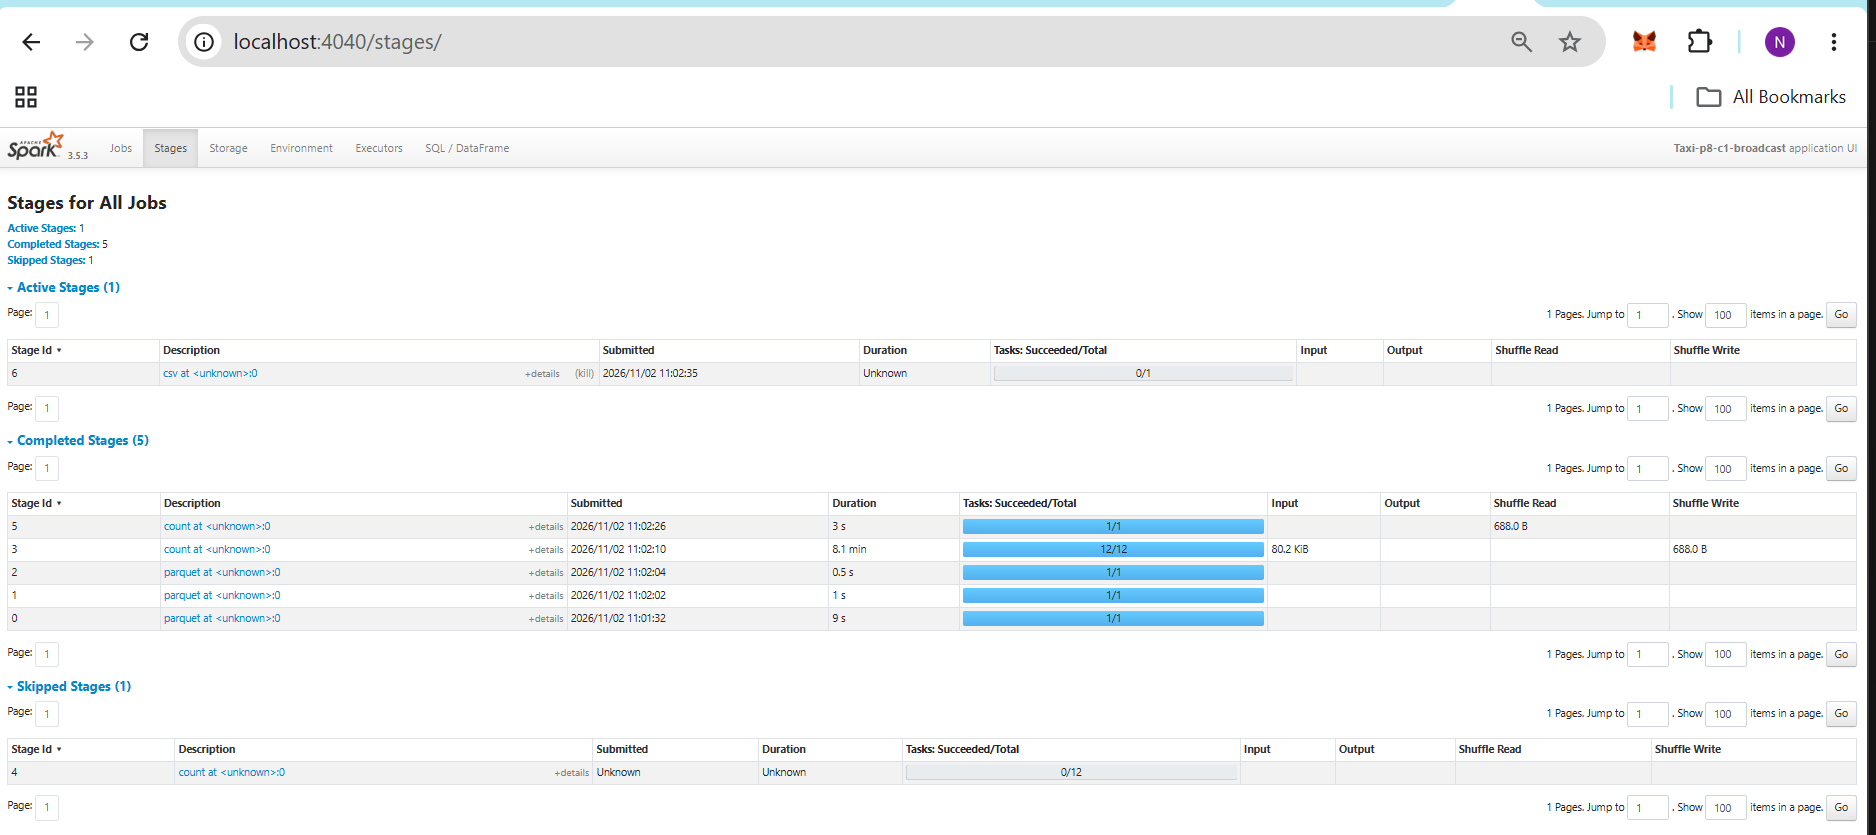 localhost:4040/stages/
N
All Bookmarks
APACHE Spark 3.5.3 Jobs Stages Storage Environment Executors SQL / DataFrame Taxi-p8-c1-broadcast application UI
Stages for All Jobs
Active Stages: 1
Completed Stages: 5
Skipped Stages: 1
Active Stages (1)
Page: 1 1 Pages. Jump to 1 . Show 100 items in a page. Go
Stage Id ▾ Description Submitted Duration Tasks: Succeeded/Total Input Output Shuffle Read Shuffle Write
6 csv at <unknown>:0 +details (kill) 2026/11/02 11:02:35 Unknown 0/1
Page: 1 1 Pages. Jump to 1 . Show 100 items in a page. Go
Completed Stages (5)
Page: 1 1 Pages. Jump to 1 . Show 100 items in a page. Go
Stage Id ▾ Description Submitted Duration Tasks: Succeeded/Total Input Output Shuffle Read Shuffle Write
5 count at <unknown>:0 +details 2026/11/02 11:02:26 3 s 1/1 688.0 B
3 count at <unknown>:0 +details 2026/11/02 11:02:10 8.1 min 12/12 80.2 KiB 688.0 B
2 parquet at <unknown>:0 +details 2026/11/02 11:02:04 0.5 s 1/1
1 parquet at <unknown>:0 +details 2026/11/02 11:02:02 1 s 1/1
0 parquet at <unknown>:0 +details 2026/11/02 11:01:32 9 s 1/1
Page: 1 1 Pages. Jump to 1 . Show 100 items in a page. Go
Skipped Stages (1)
Page: 1 1 Pages. Jump to 1 . Show 100 items in a page. Go
Stage Id ▾ Description Submitted Duration Tasks: Succeeded/Total Input Output Shuffle Read Shuffle Write
4 count at <unknown>:0 +details Unknown Unknown 0/12
Page: 1 1 Pages. Jump to 1 . Show 100 items in a page. Go